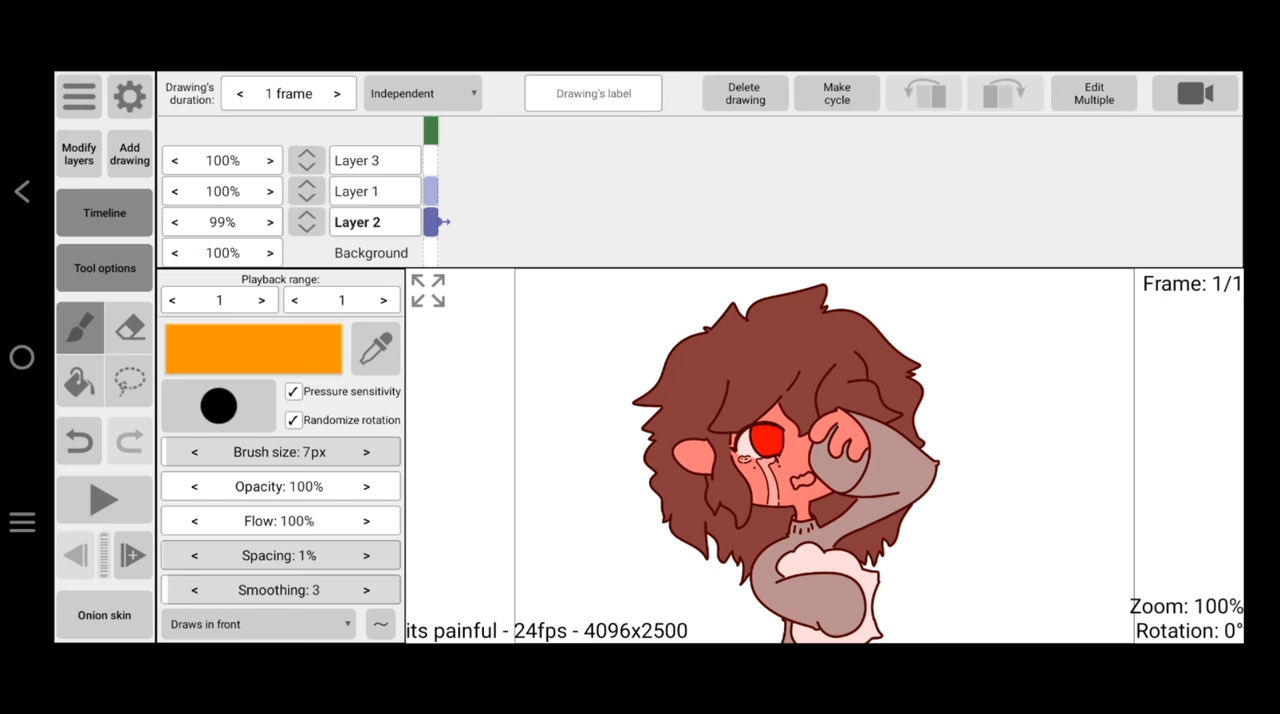 Drawing's duration:
< 1 frame >
Independent
Drawing's label
Delete drawing
Make cycle
Edit Multiple
Modify layers
Add drawing
< 100% >
Layer 3
< 100% >
Layer 1
Timeline
< 99% >
Layer 2
< 100% >
Background
Tool options
Playback range:
< 1 >
< 1 >
Frame: 1/1
Pressure sensitivity
Randomize rotation
< Brush size: 7px >
< Opacity: 100% >
< Flow: 100% >
< Spacing: 1% >
< Smoothing: 3 >
Onion skin
Draws in front
its painful - 24fps - 4096x2500
Zoom: 100%
Rotation: 0°